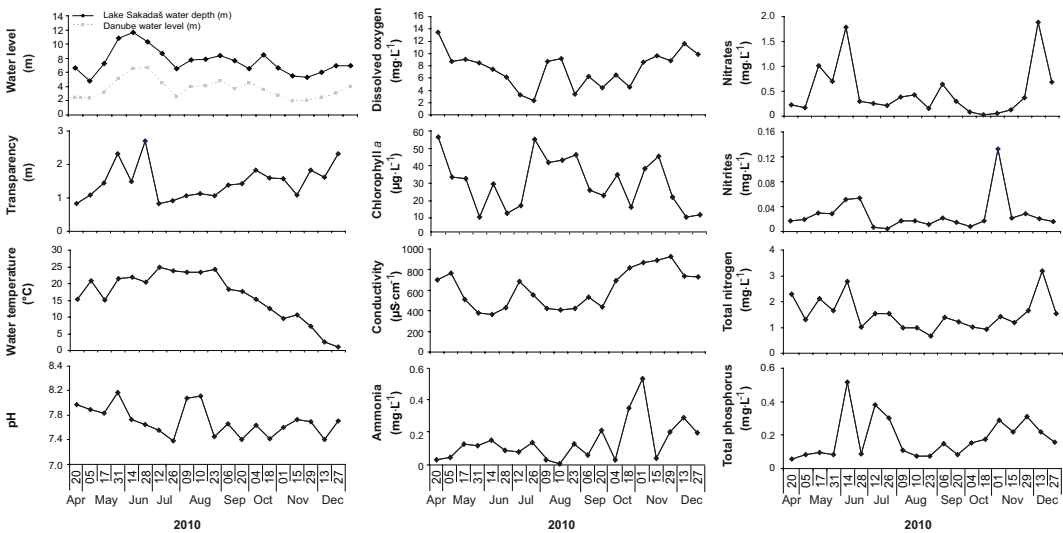 Water level
(m)
14
12
10
8
6
4
2
0
Lake Sakadaš water depth (m)
Danube water level (m)
Transparency
(m)
3
2
1
0
Water temperature
(°C)
30
25
20
15
10
5
0
pH
8.4
8.2
7.8
7.4
7.0
20 05 17 31 14 28 12 26 09 10 23 06 20 04 18 01 15 29 13 27
Apr May Jun Jul Aug Sep Oct Nov Dec
2010
Dissolved oxygen
(mg·L-1)
16
14
12
10
8
6
4
2
0
Chlorophyll a
(µg·L-1)
60
50
40
30
20
10
0
Conductivity
(µS·cm-1)
1000
800
600
400
200
0
Ammonia
(mg·L-1)
0.6
0.4
0.2
0
20 05 17 31 14 28 12 26 09 10 23 06 20 04 18 01 15 29 13 27
Apr May Jun Jul Aug Sep Oct Nov Dec
2010
Nitrates
(mg·L-1)
2.0
1.5
1.0
0.5
0
Nitrites
(mg·L-1)
0.16
0.12
0.08
0.04
0
Total nitrogen
(mg·L-1)
4
3
2
1
0
Total phosphorus
(mg·L-1)
0.6
0.4
0.2
0
20 05 17 31 14 28 12 26 09 10 23 06 20 04 18 01 15 29 13 27
Apr May Jun Jul Aug Sep Oct Nov Dec
2010